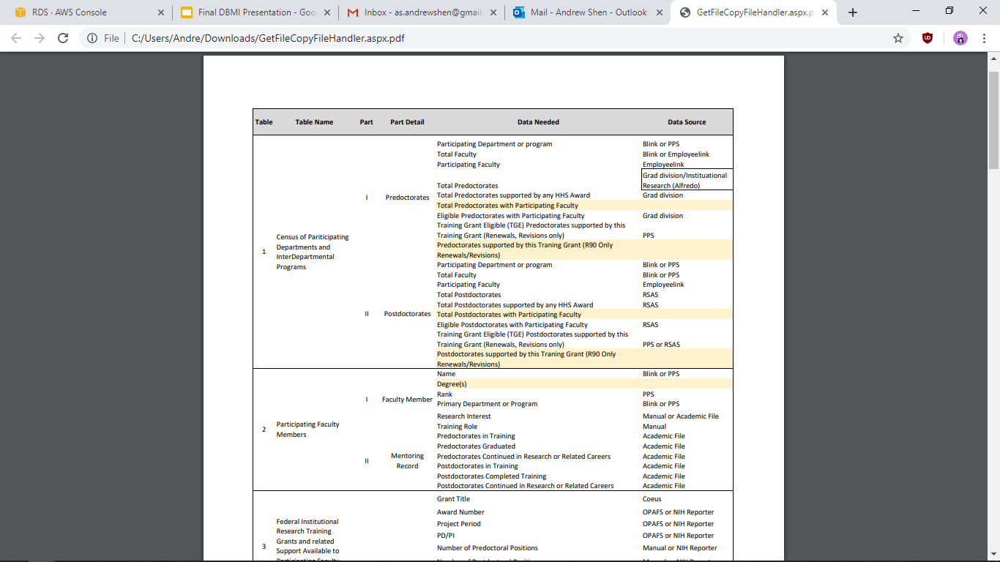 RDS · AWS Console
Final DBMI Presentation - Goo
Inbox - as.andrewshen@gmail.
Mail - Andrew Shen - Outlook
GetFileCopyFileHandler.aspx.p
File
C:/Users/Andre/Downloads/GetFileCopyFileHandler.aspx.pdf
Table Table Name Part Part Detail Data Needed Data Source
Participating Department or program Blink or PPS
Total Faculty Blink or Employeelink
Participating Faculty Employeelink
Grad division/Instituational
Total Predoctorates Research (Alfredo)
Total Predoctorates supported by any HHS Award Grad division
I Predoctorates
Total Predoctorates with Participating Faculty
Eligible Predoctorates with Participating Faculty Grad division
Training Grant Eligible (TGE) Predoctorates supported by this
Training Grant (Renewals, Revisions only) PPS
Predoctorates supported by this Traning Grant (R90 Only
Renewals/Revisions)
1
Census of Pariticipating
Departments and
InterDepartmental
Programs
Participating Department or program Blink or PPS
Total Faculty Blink or PPS
Participating Faculty Employeelink
Total Postdoctorates RSAS
Total Postdoctorates supported by any HHS Award RSAS
II Postdoctorates Total Postdoctorates with Participating Faculty
Eligible Postdoctorates with Participating Faculty RSAS
Training Grant Eligible (TGE) Postdoctorates supported by this
Training Grant (Renewals, Revisions only) PPS or RSAS
Postdoctorates supported by this Traning Grant (R90 Only
Renewals/Revisions)
Name Blink or PPS
Degree(s)
Rank PPS
I Faculty Member
Primary Department or Program Blink or PPS
Research Interest Manual or Academic File
2
Participating Faculty
Members
Training Role Manual
Predoctorates in Training Academic File
Predoctorates Graduated Academic File
II
Mentoring
Record
Predoctorates Continued in Research or Related Careers Academic File
Postdoctorates in Training Academic File
Postdoctorates Completed Training Academic File
Postdoctorates Continued in Research or Related Careers Academic File
Grant Title Coeus
Award Number OPAFS or NIH Reporter
3
Federal Institutional
Research Training
Grants and related
Support Available to
Project Period OPAFS or NIH Reporter
PD/PI OPAFS or NIH Reporter
Number of Predoctoral Positions Manual or NIH Reporter